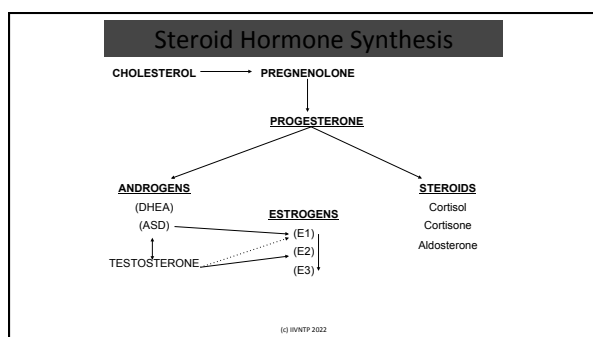 Steroid Hormone Synthesis
CHOLESTEROL PREGNENOLONE
PROGESTERONE
ANDROGENS
(DHEA)
(ASD)
TESTOSTERONE
ESTROGENS
(E1)
(E2)
(E3)
STEROIDS
Cortisol
Cortisone
Aldosterone
(c) IIVNTP 2022